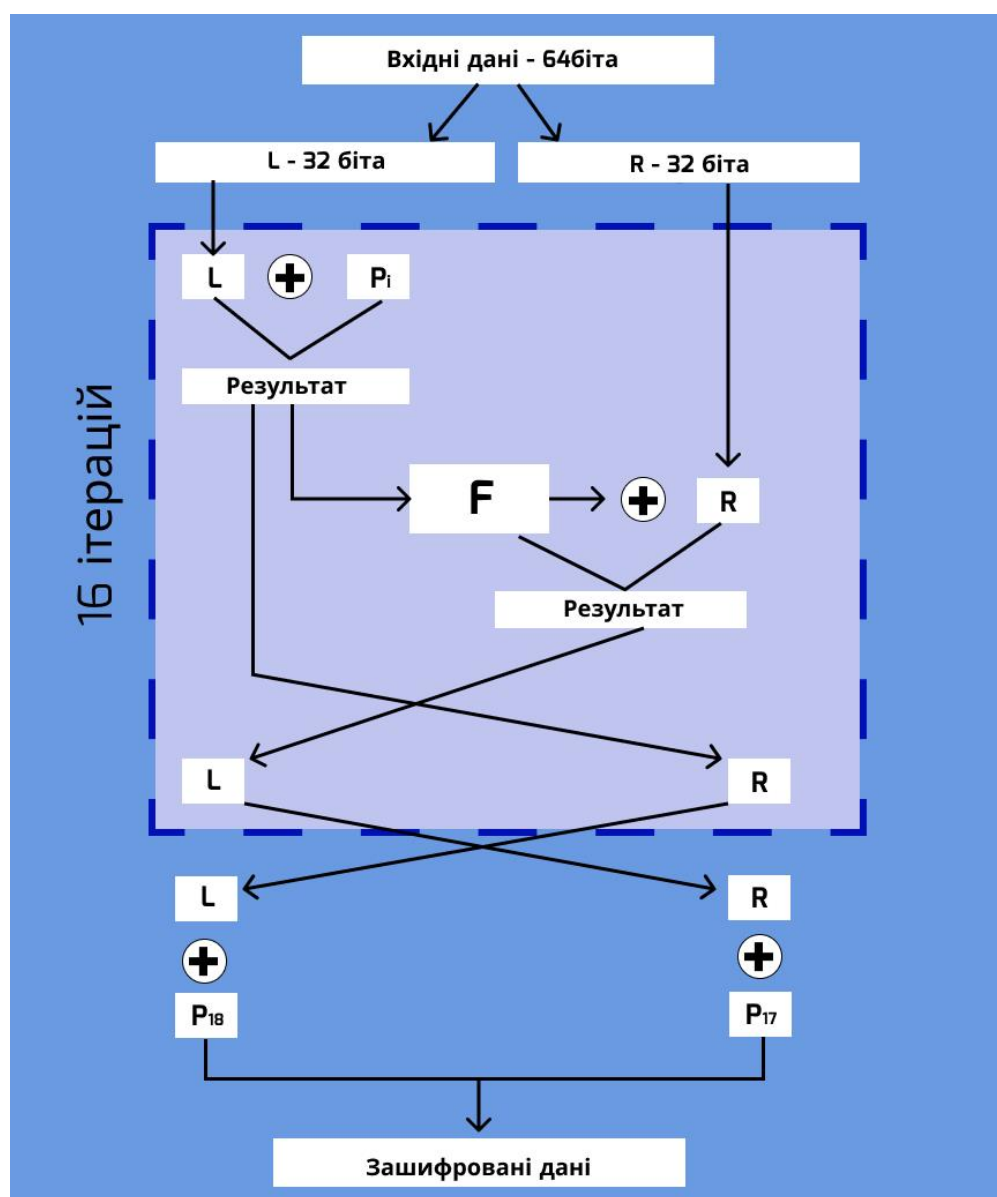 Вхідні дані - 64біта
L - 32 біта
R - 32 біта
L
Pi
Результат
F
R
Результат
16 ітерацій
L
R
L
R
P18
P17
Зашифровані дані